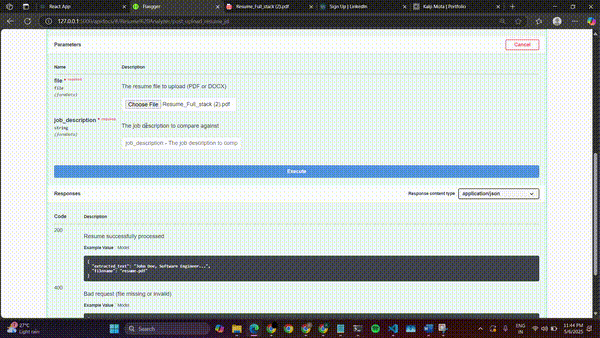 React App
Flasgger
Resume_Full_stack (2).pdf
Sign Up | LinkedIn
Kalp Mota | Portfolio
127.0.0.1:5000/apidocs/#/Resume%20Analyzer/post_upload_resume_jd
Parameters
Cancel
Name
Description
file * required
file
(formData)
The resume file to upload (PDF or DOCX)
Choose File Resume_Full_stack (2).pdf
job_description * required
string
(formData)
The job description to compare against
job_description - The job description to comp
Execute
Responses
Response content type
application/json
Code
Description
200
Resume successfully processed
Example Value Model
{
"extracted_text": "John Doe, Software Engineer...",
"filename": "resume.pdf"
}
400
Bad request (file missing or invalid)
Example Value Model
27°C
Light rain
Search
ENG
IN
11:44 PM
5/6/2025